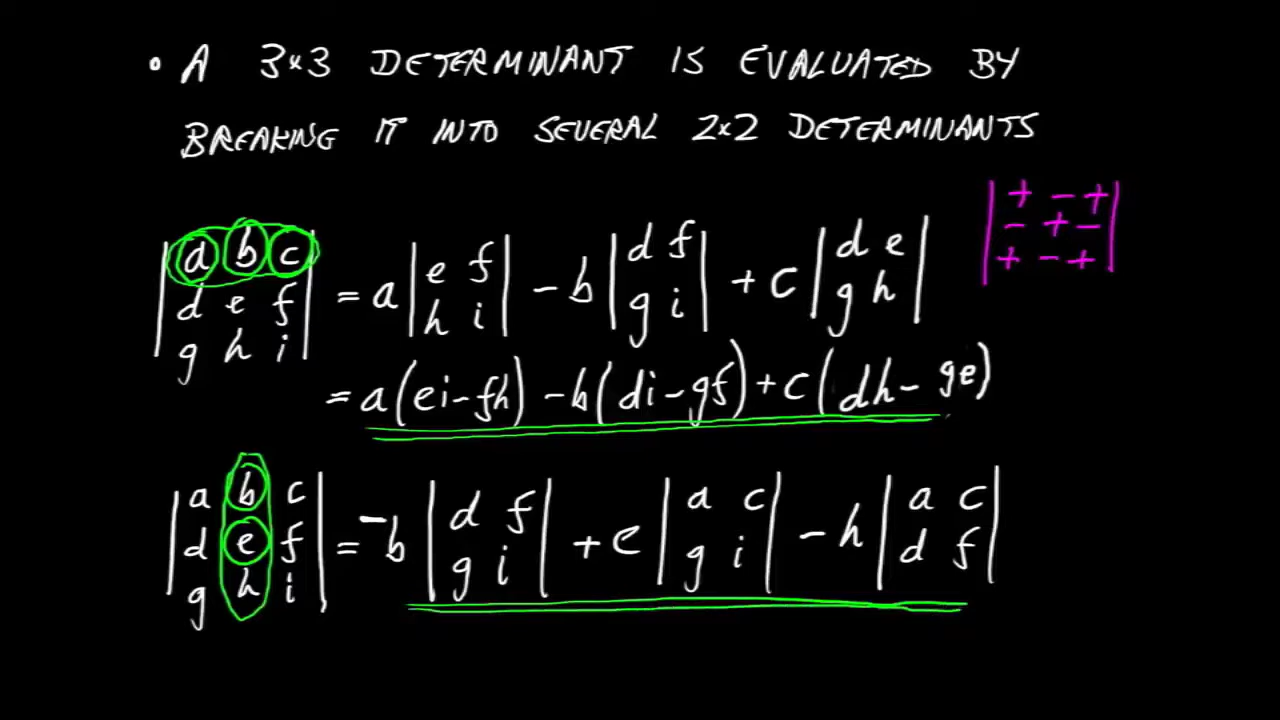 • A 3×3 DETERMINANT IS EVALUATED BY
BREAKING IT INTO SEVERAL 2×2 DETERMINANTS
| + - + |
| - + - |
| + - + |
| a b c |
| d e f |
| g h i |
= a | e f | - b | d f | + c | d e |
| h i | | g i | | g h |
= a(ei-fh) - b(di-gf) + c(dh-ge)
| a b c |
| d e f |
| g h i |
= -b | d f | + e | a c | - h | a c |
| g i | | g i | | d f |